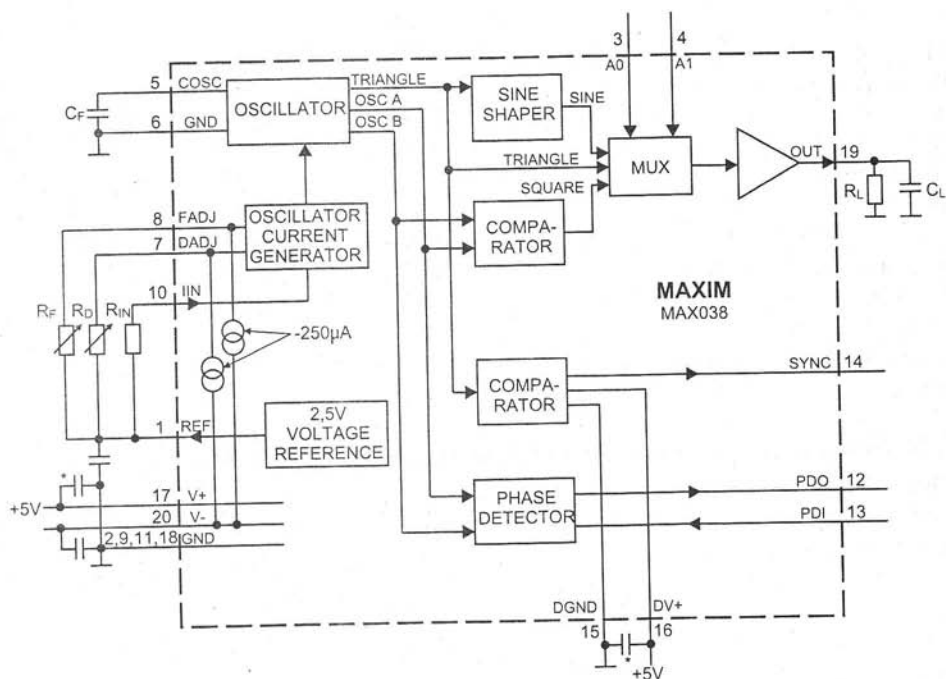 3
4
A0
A1
5
COSC
OSCILLATOR
TRIANGLE
OSC A
OSC B
CF
6
GND
SINE
SHAPER
SINE
TRIANGLE
SQUARE
MUX
OUT
19
RL
CL
8
FADJ
7
DADJ
OSCILLATOR
CURRENT
GENERATOR
COMPA-
RATOR
10
IIN
RF
RD
RIN
-250µA
MAXIM
MAX038
COMPA-
RATOR
SYNC
14
1
REF
2,5V
VOLTAGE
REFERENCE
*
+5V
17
V+
20
V-
2,9,11,18
GND
PHASE
DETECTOR
PDO
12
PDI
13
DGND
DV+
15
16
*
+5V